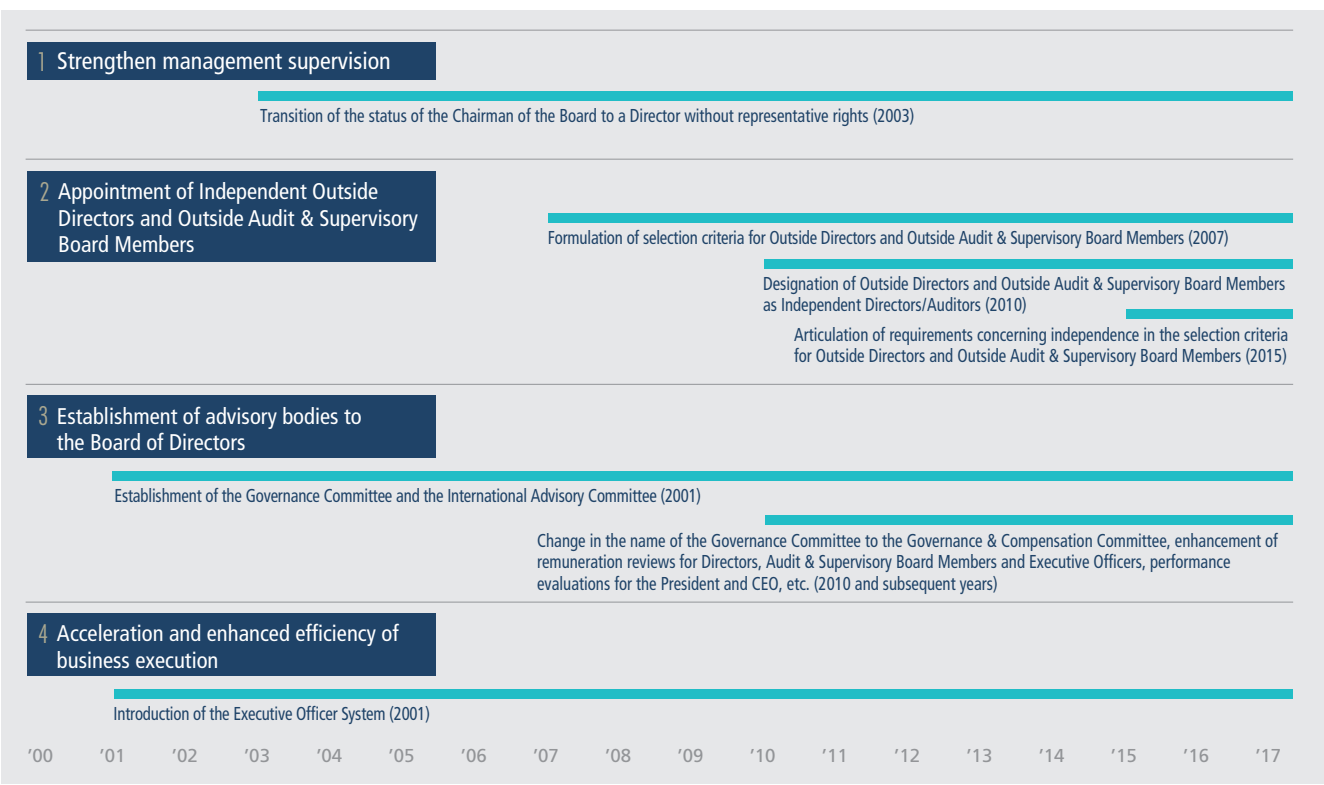 1 Strengthen management supervision
Transition of the status of the Chairman of the Board to a Director without representative rights (2003)
2 Appointment of Independent Outside
Directors and Outside Audit & Supervisory
Board Members
Formulation of selection criteria for Outside Directors and Outside Audit & Supervisory Board Members (2007)
Designation of Outside Directors and Outside Audit & Supervisory Board Members
as Independent Directors/Auditors (2010)
Articulation of requirements concerning independence in the selection criteria
for Outside Directors and Outside Audit & Supervisory Board Members (2015)
3 Establishment of advisory bodies to
the Board of Directors
Establishment of the Governance Committee and the International Advisory Committee (2001)
Change in the name of the Governance Committee to the Governance & Compensation Committee, enhancement of
remuneration reviews for Directors, Audit & Supervisory Board Members and Executive Officers, performance
evaluations for the President and CEO, etc. (2010 and subsequent years)
4 Acceleration and enhanced efficiency of
business execution
Introduction of the Executive Officer System (2001)
’00 ’01 ’02 ’03 ’04 ’05 ’06 ’07 ’08 ’09 ’10 ’11 ’12 ’13 ’14 ’15 ’16 ’17